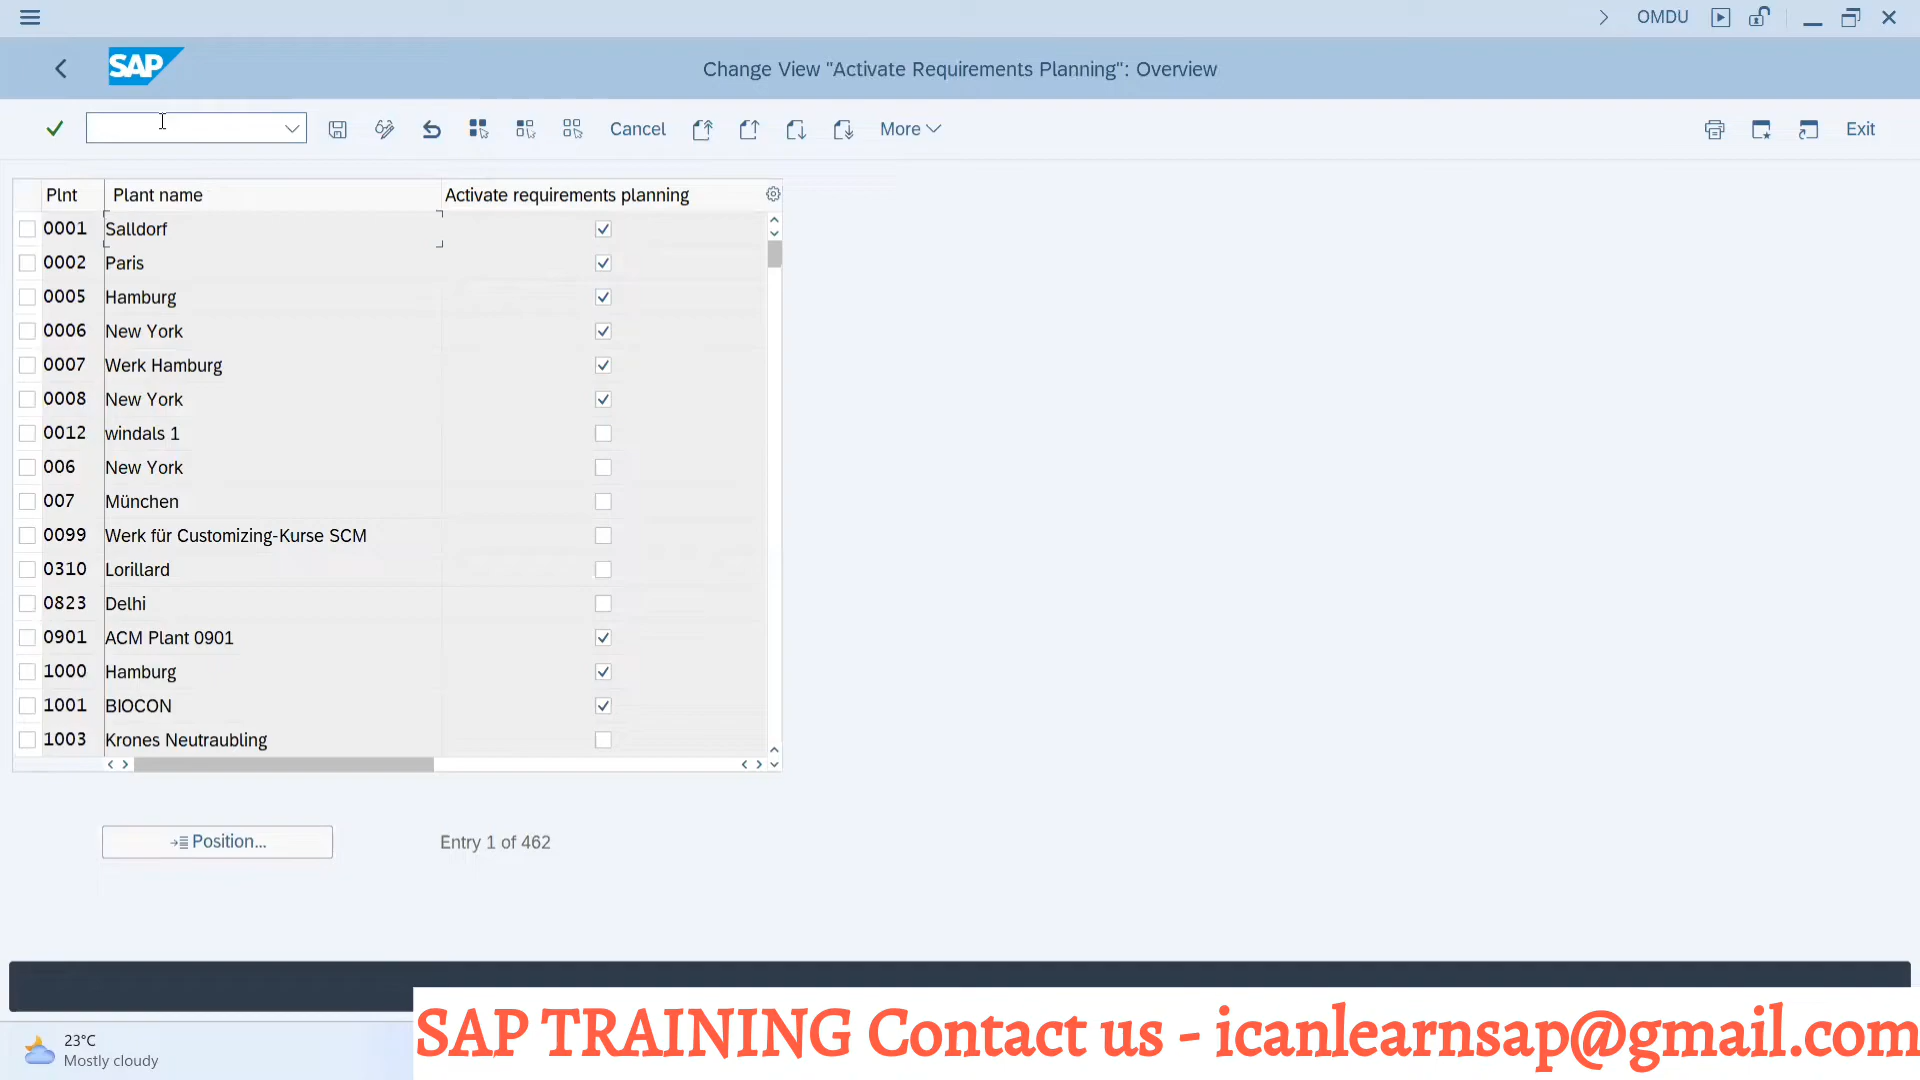 OMDU
SAP
Change View "Activate Requirements Planning": Overview
Cancel
More
Exit
Plnt Plant name Activate requirements planning
0001 Salldorf
0002 Paris
0005 Hamburg
0006 New York
0007 Werk Hamburg
0008 New York
0012 windals 1
006 New York
007 München
0099 Werk für Customizing-Kurse SCM
0310 Lorillard
0823 Delhi
0901 ACM Plant 0901
1000 Hamburg
1001 BIOCON
1003 Krones Neutraubling
Position... Entry 1 of 462
SAP TRAINING Contact us - icanlearnsap@gmail.com
23°C
Mostly cloudy